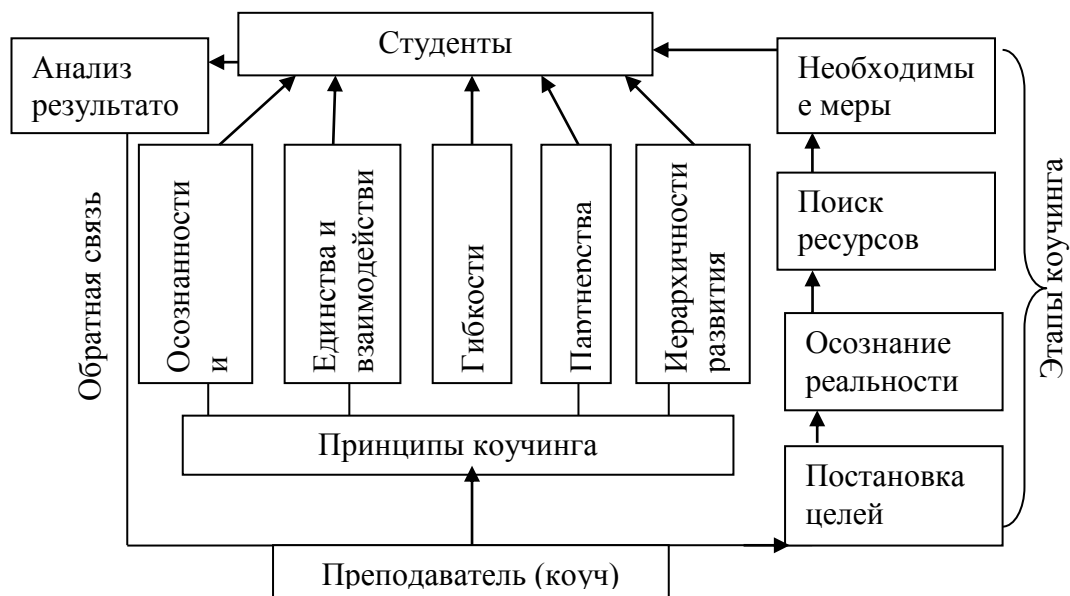 Студенты
Анализ
результато
Необходимы
е меры
Обратная связь
Осознанности
и
Единства и
взаимодействи
Гибкости
Партнерства
Иерархичности
развития
Поиск
ресурсов
Этапы коучинга
Осознание
реальности
Принципы коучинга
Постановка
целей
Преподаватель (коуч)